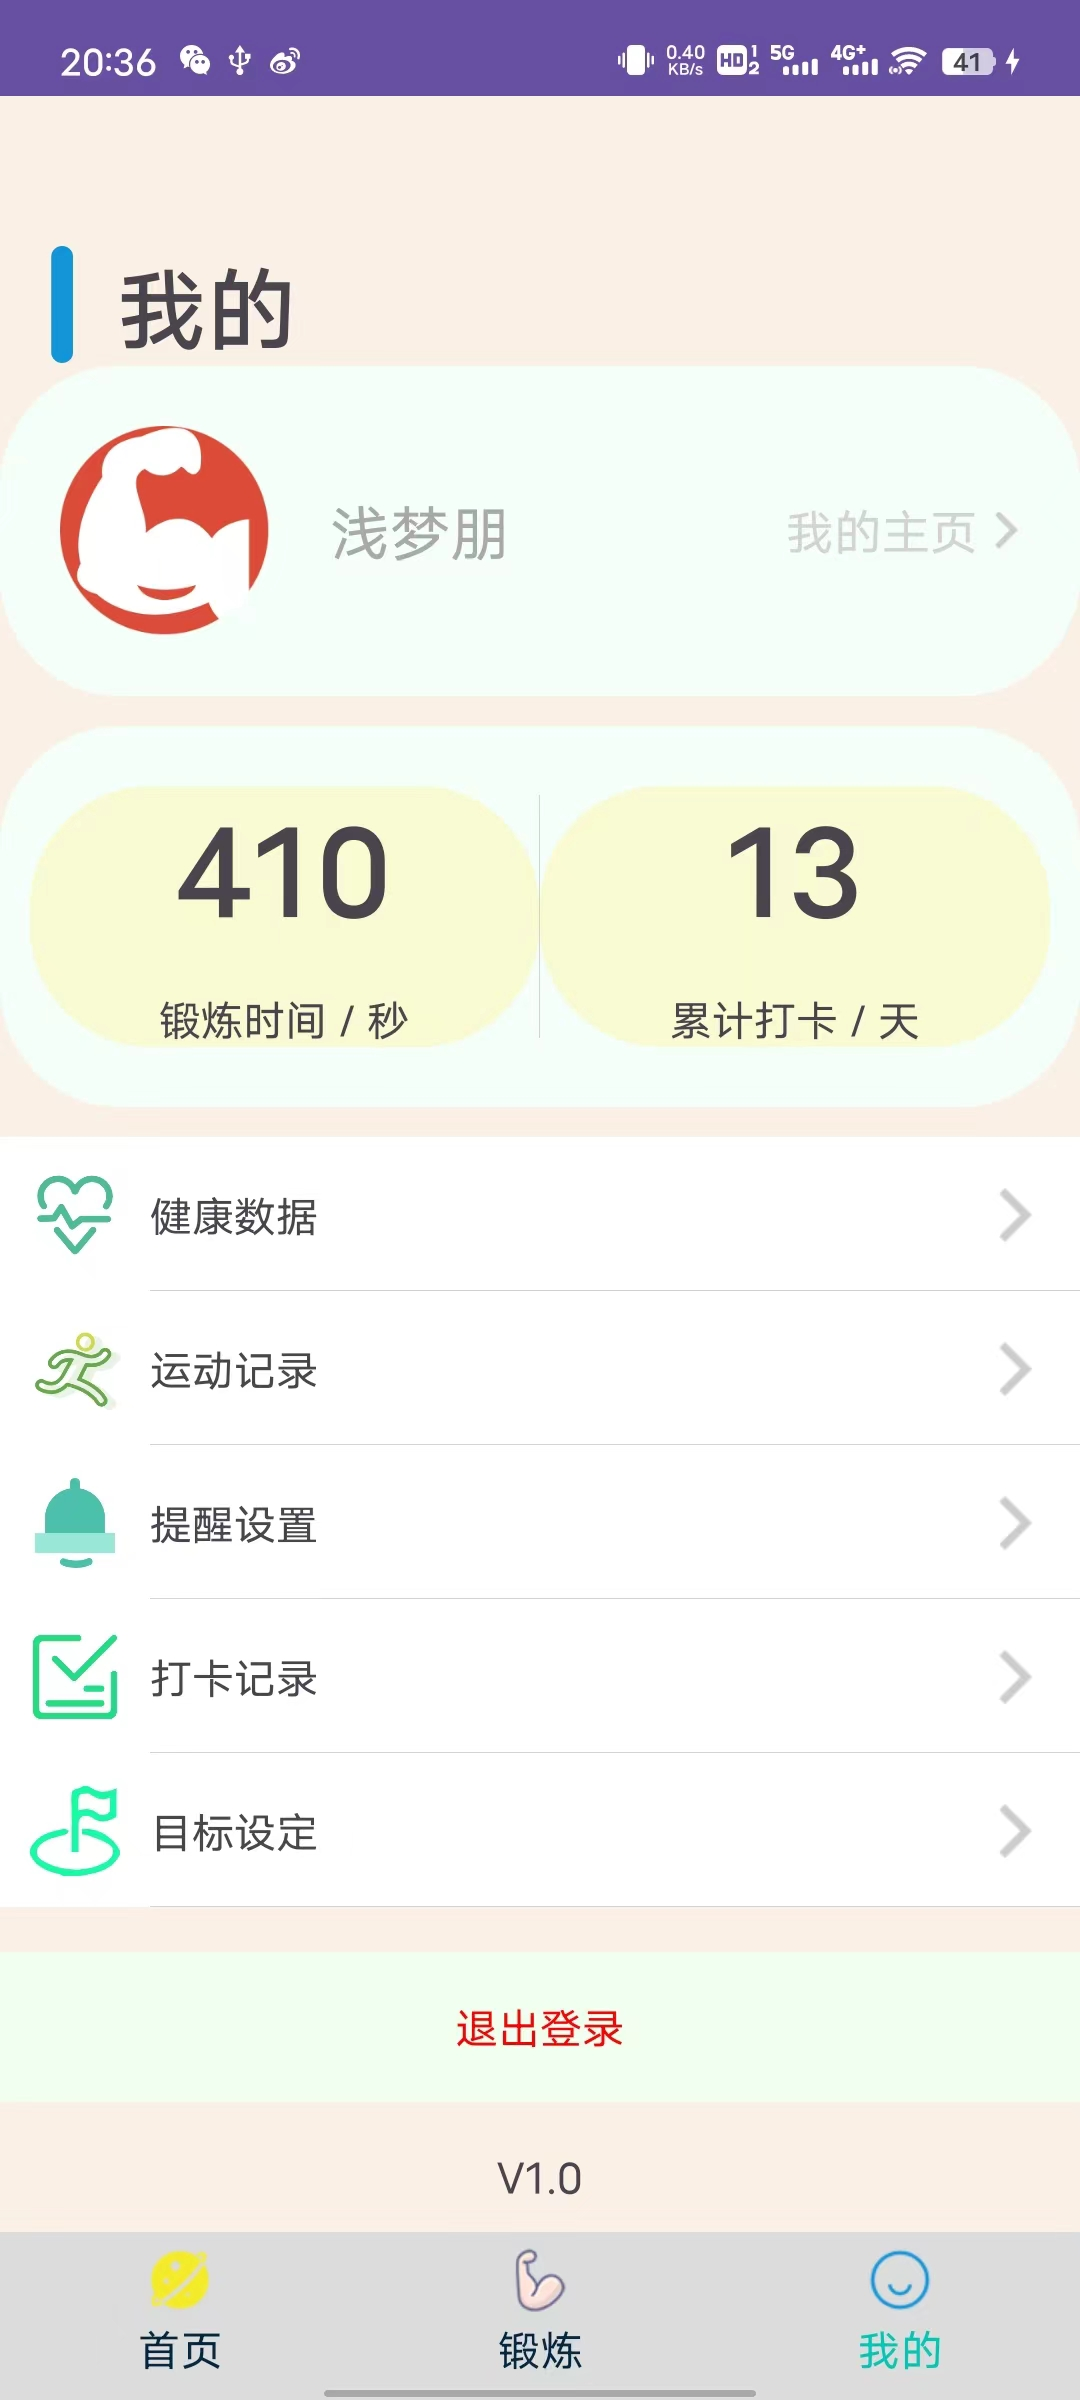 20:36 0.40 KB/s HD 1 2 5G 4G+ 41
我的
浅梦朋 我的主页
410 13
锻炼时间 / 秒 累计打卡 / 天
健康数据
运动记录
提醒设置
打卡记录
目标设定
退出登录
V1.0
首页 锻炼 我的